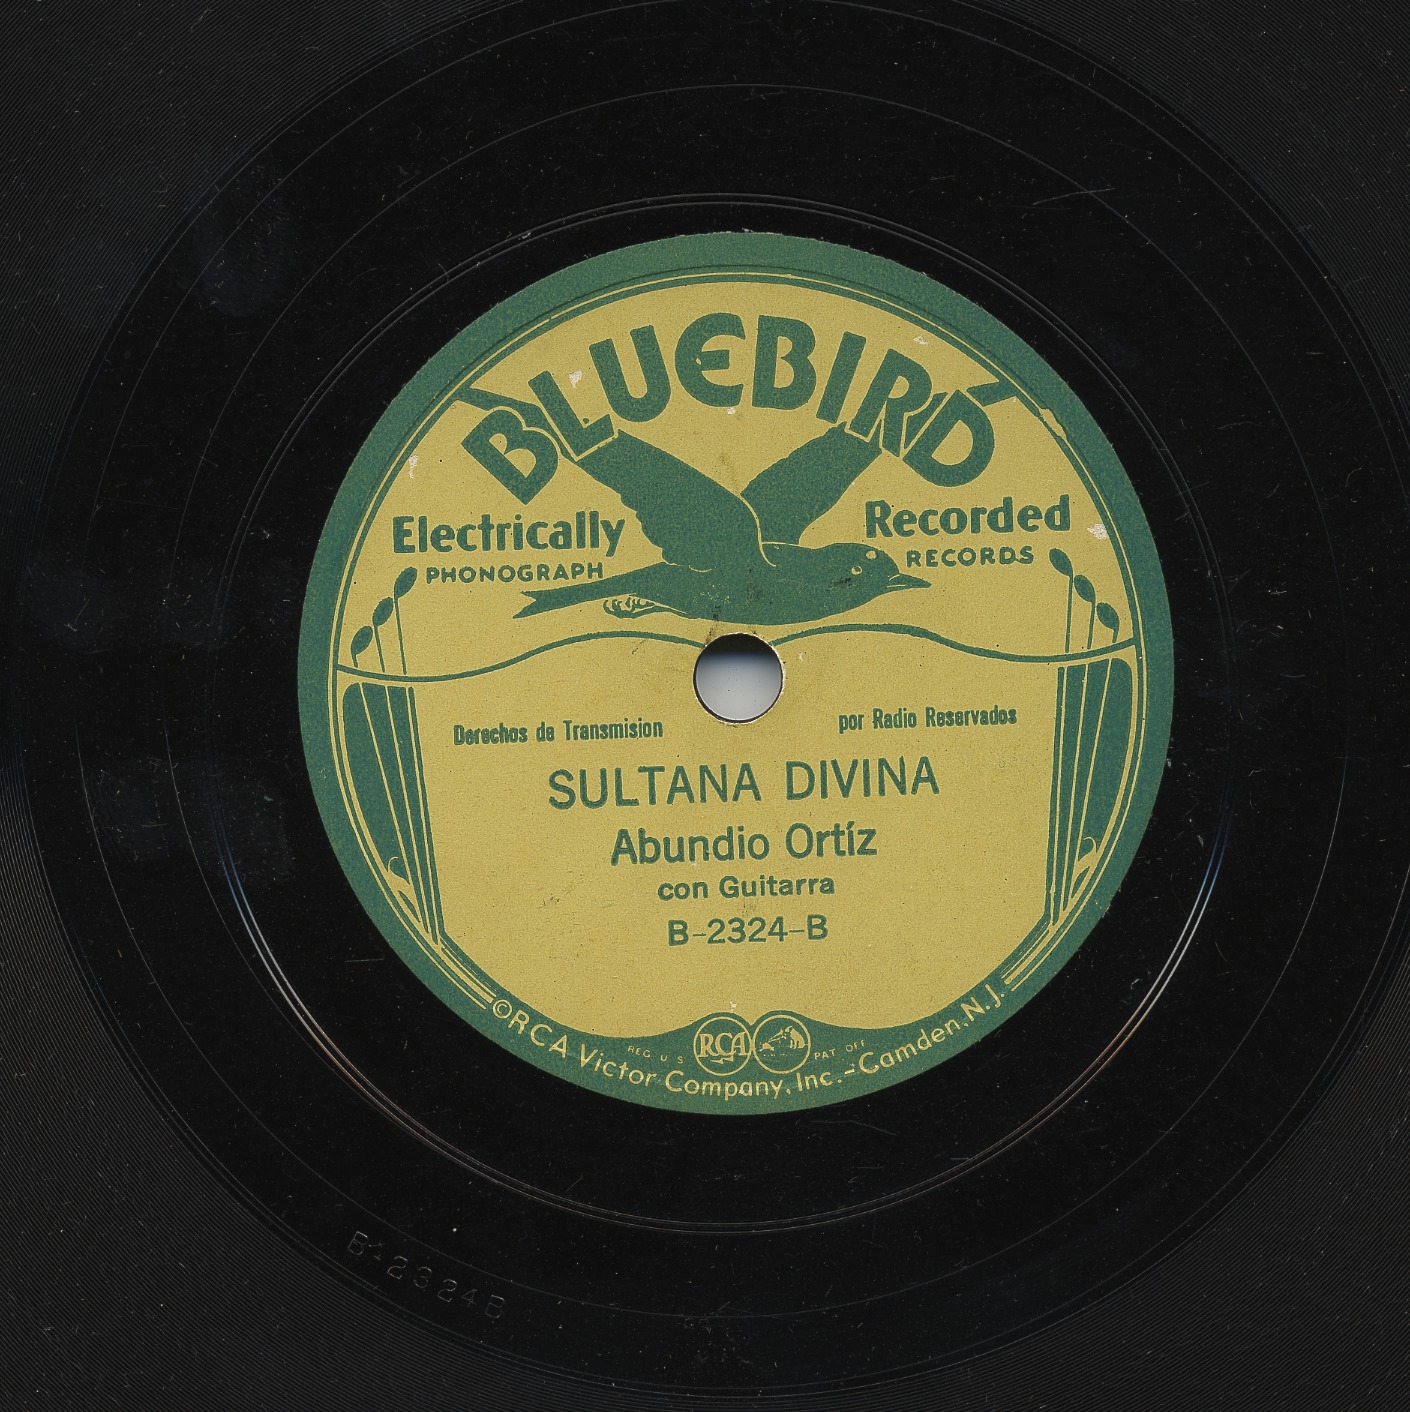 BLUEBIRD
Electrically Recorded
PHONOGRAPH RECORDS
Derechos de Transmision por Radio Reservados
SULTANA DIVINA
Abundio Ortíz
con Guitarra
B-2324-B
REG U S RCA PAT OFF
©RCA Victor Company, Inc.-Camden, N.J.
B-2324B